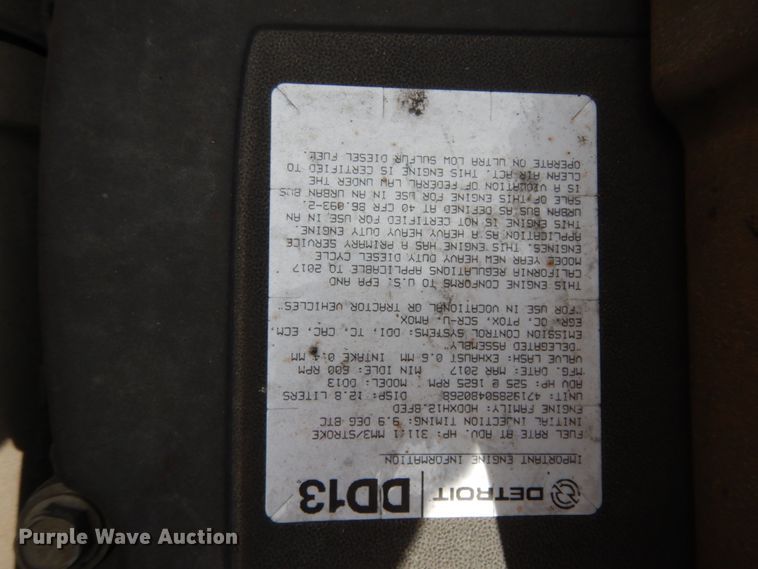 DETROIT DD13
IMPORTANT ENGINE INFORMATION
FUEL RATE AT ADV. HP: 311.1 MM3/STROKE
INITIAL INJECTION TIMING: 9.9 DEG BTC
ENGINE FAMILY: HDDXH12.8FED
UNIT: 471928S0480268 DISP: 12.8 LITERS
ADV HP: 525 @ 1625 RPM MODEL: DD13
MFG. DATE: MAR 2017 MIN IDLE: 600 RPM
VALVE LASH: EXHAUST 0.6 MM INTAKE 0.4 MM
"DELEGATED ASSEMBLY"
EMISSION CONTROL SYSTEMS: DDI, TC, CAC, ECM,
EGR, OC, PTOX, SCR-U, AMOX.
"FOR USE IN VOCATIONAL OR TRACTOR VEHICLES"
THIS ENGINE CONFORMS TO U.S. EPA AND
CALIFORNIA REGULATIONS APPLICABLE TO 2017
MODEL YEAR NEW HEAVY DUTY DIESEL CYCLE
ENGINES. THIS ENGINE HAS A PRIMARY SERVICE
APPLICATION AS A HEAVY HEAVY DUTY ENGINE.
THIS ENGINE IS NOT CERTIFIED FOR USE IN AN
URBAN BUS AS DEFINED AT 40 CFR 86.093-2.
SALE OF THIS ENGINE FOR USE IN AN URBAN BUS
IS A VIOLATION OF FEDERAL LAW UNDER THE
CLEAN AIR ACT. THIS ENGINE IS CERTIFIED TO
OPERATE ON ULTRA LOW SULFUR DIESEL FUEL.
Purple Wave Auction